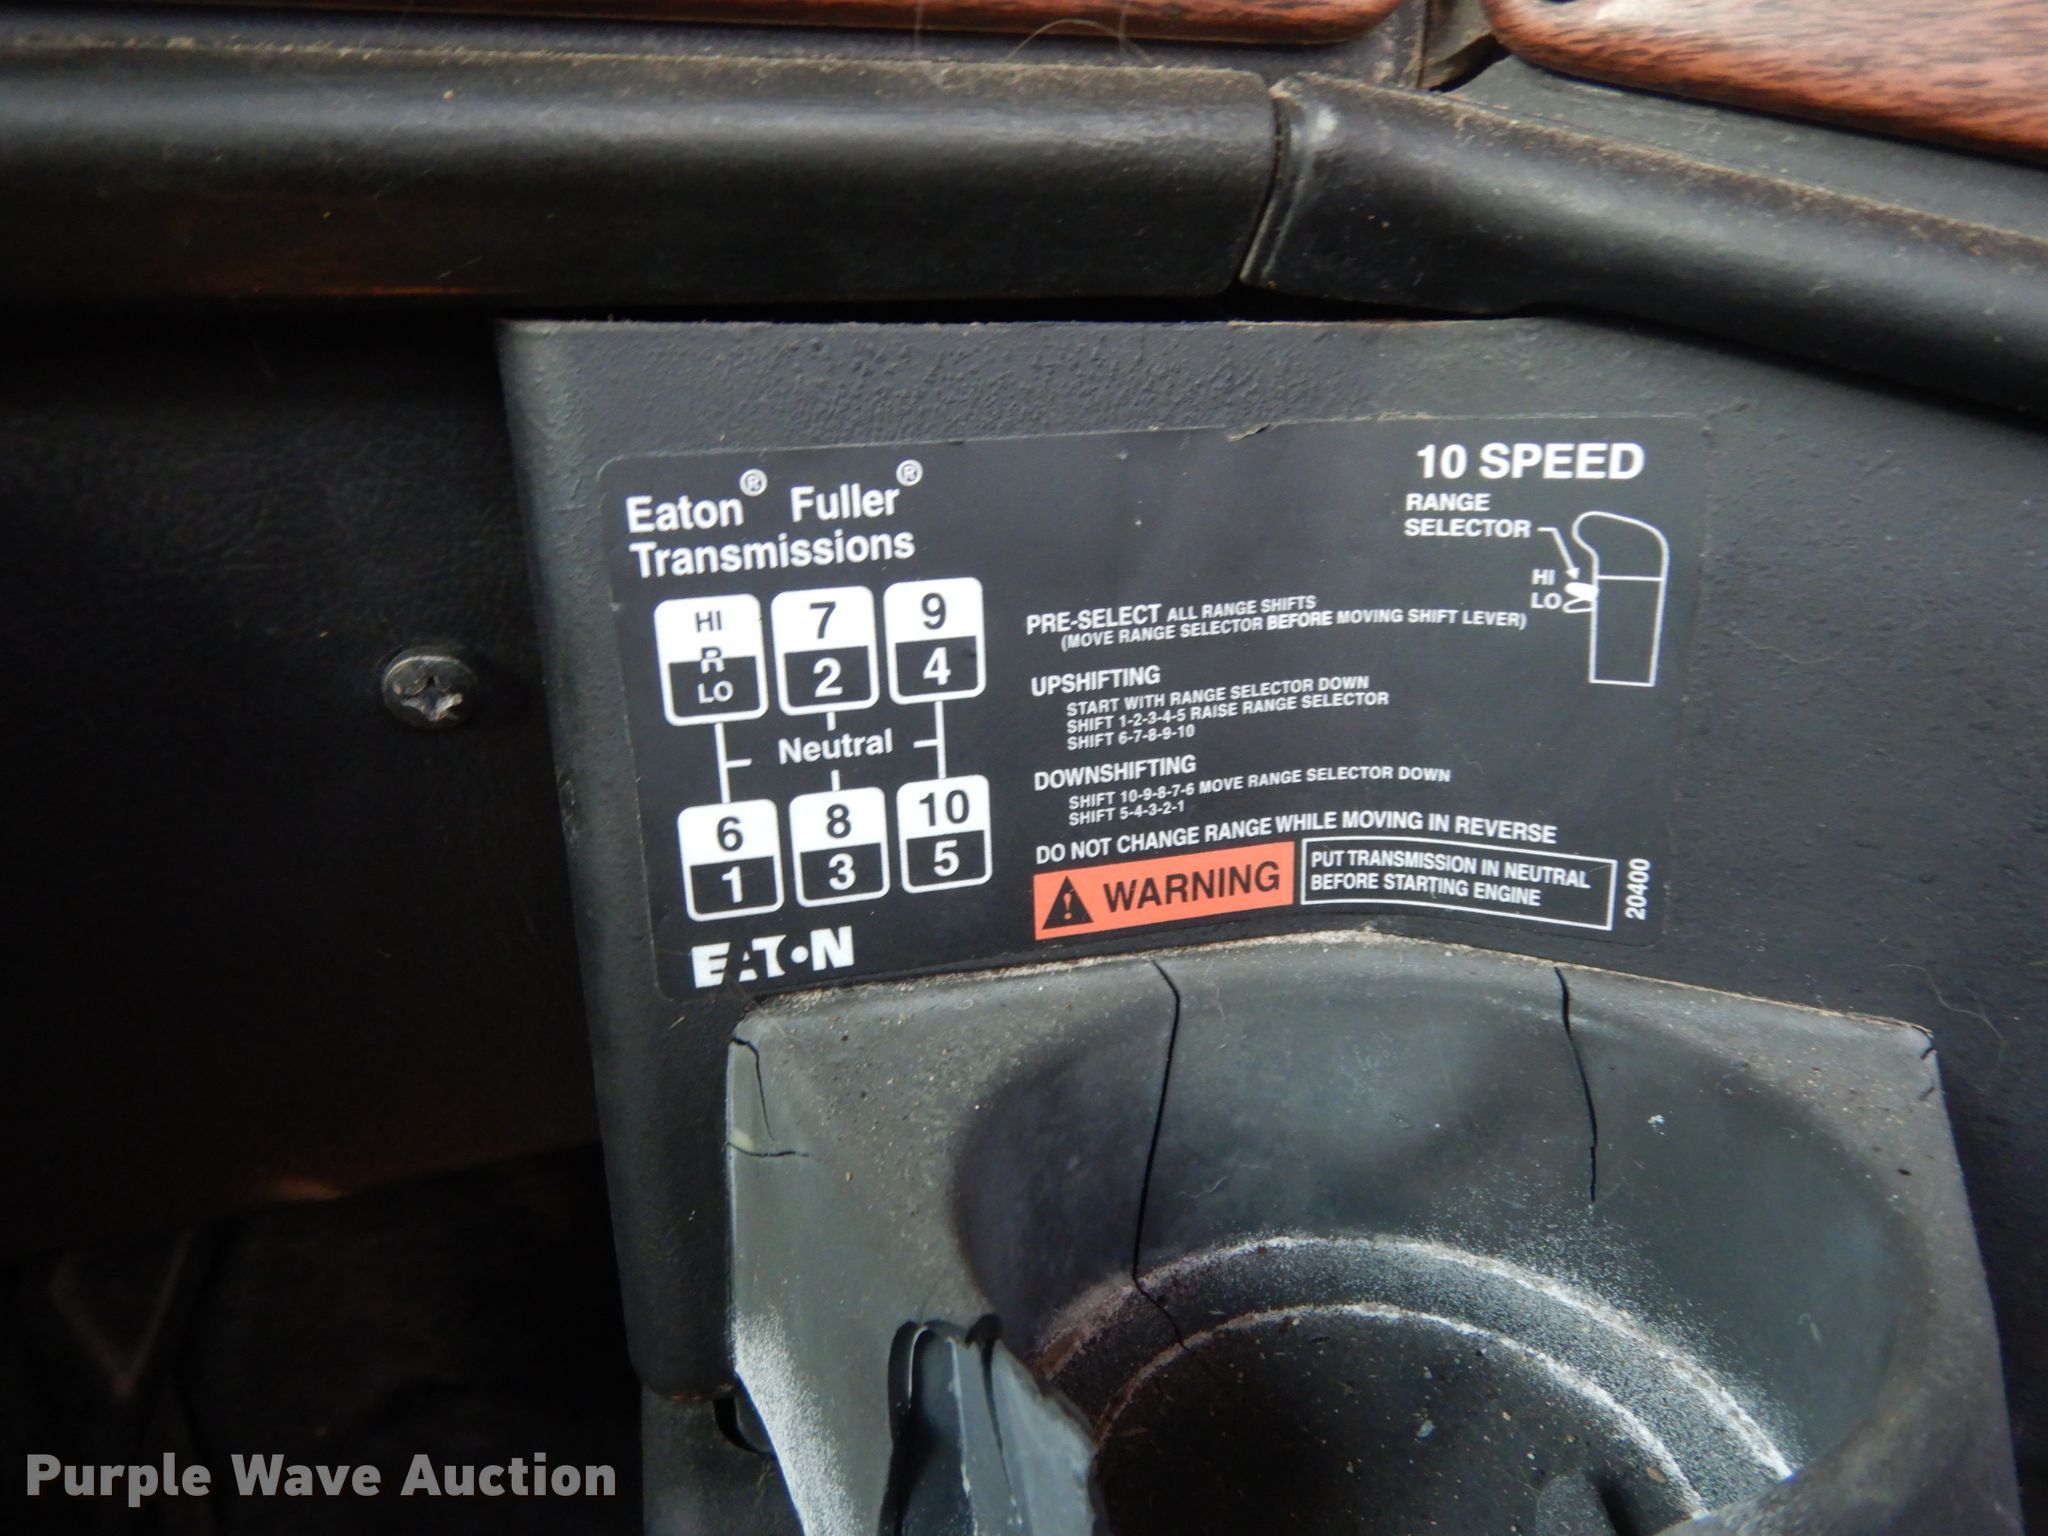 Eaton® Fuller®
Transmissions
10 SPEED
RANGE
SELECTOR
HI
LO
HI
R
LO
7
2
9
4
Neutral
6
1
8
3
10
5
EATON
PRE-SELECT ALL RANGE SHIFTS
(MOVE RANGE SELECTOR BEFORE MOVING SHIFT LEVER)
UPSHIFTING
START WITH RANGE SELECTOR DOWN
SHIFT 1-2-3-4-5 RAISE RANGE SELECTOR
SHIFT 6-7-8-9-10
DOWNSHIFTING
SHIFT 10-9-8-7-6 MOVE RANGE SELECTOR DOWN
SHIFT 5-4-3-2-1
DO NOT CHANGE RANGE WHILE MOVING IN REVERSE
! WARNING
PUT TRANSMISSION IN NEUTRAL
BEFORE STARTING ENGINE
20400
Purple Wave Auction